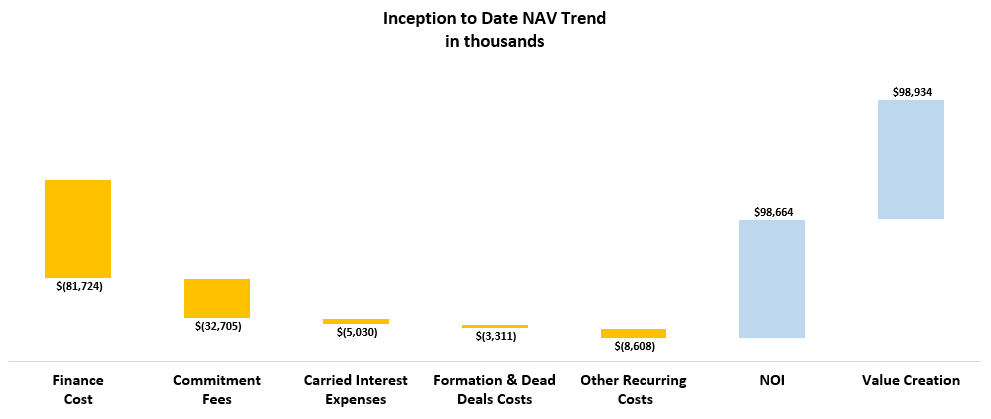 Inception to Date NAV Trend
in thousands
$98,934
$98,664
$(81,724)
$(32,705)
$(5,030)
$(3,311)
$(8,608)
Finance
Cost
Commitment
Fees
Carried Interest
Expenses
Formation & Dead
Deals Costs
Other Recurring
Costs
NOI
Value Creation